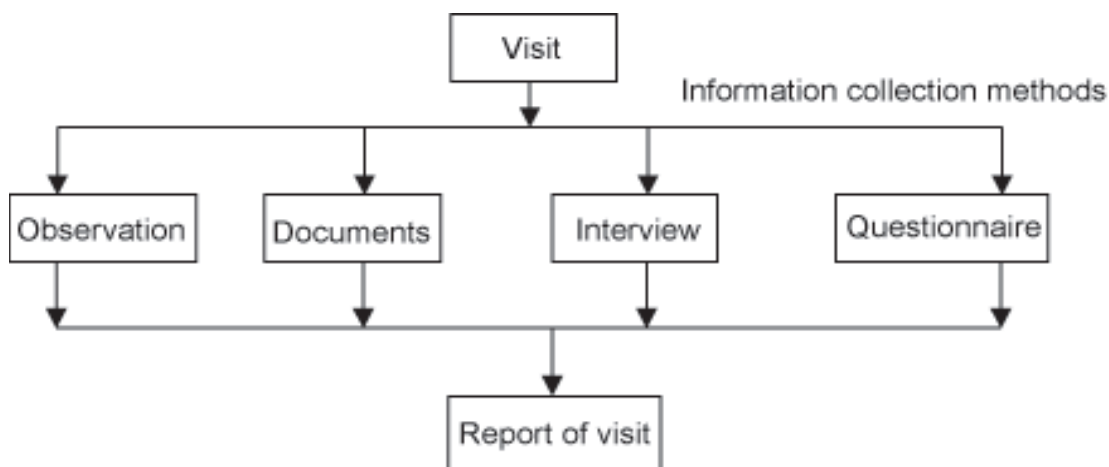 Visit
Information collection methods
Observation
Documents
Interview
Questionnaire
Report of visit